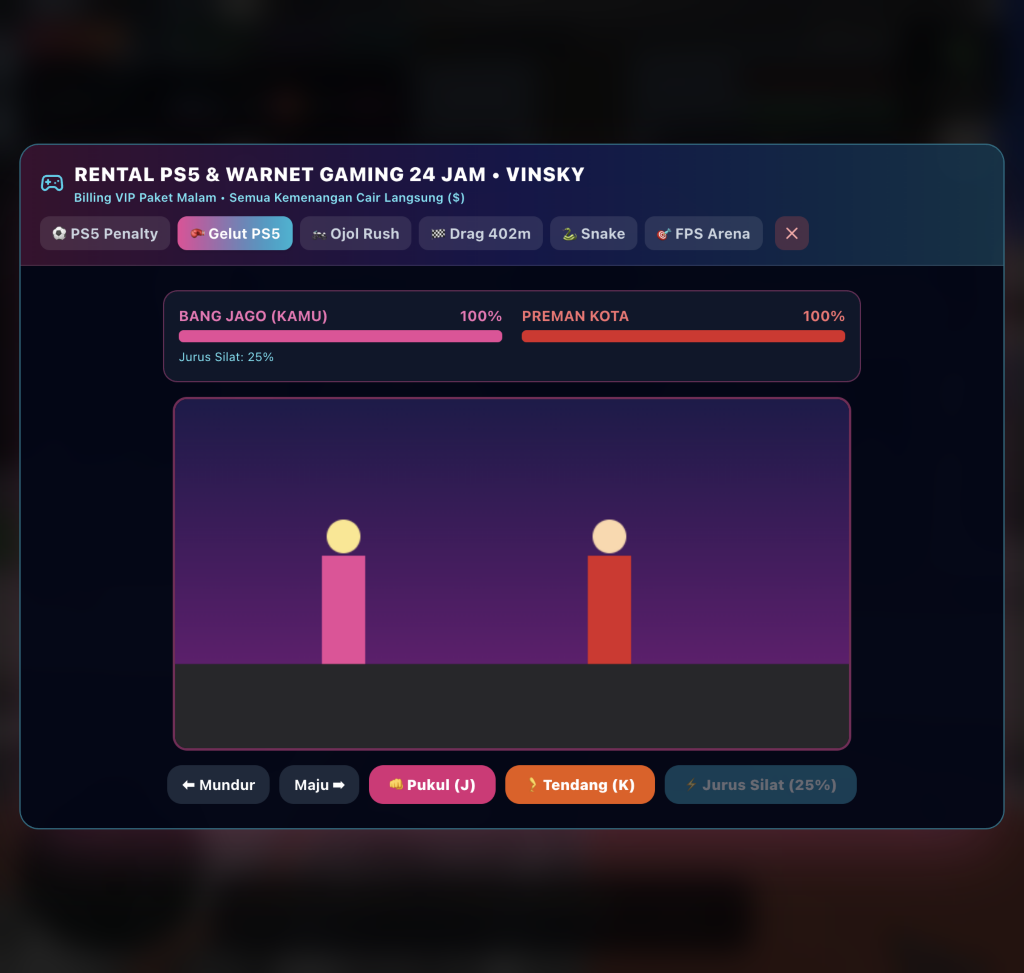 RENTAL PS5 & WARNET GAMING 24 JAM • VINSKY
Billing VIP Paket Malam • Semua Kemenangan Cair Langsung ($)
⚽ PS5 Penalty 🥊 Gelut PS5 🏍️ Ojol Rush 🏁 Drag 402m 🐍 Snake 🎯 FPS Arena ✕
BANG JAGO (KAMU) 100% PREMAN KOTA 100%
Jurus Silat: 25%
⬅ Mundur Maju ➡ 👊 Pukul (J) 🦵 Tendang (K) ⚡ Jurus Silat (25%)